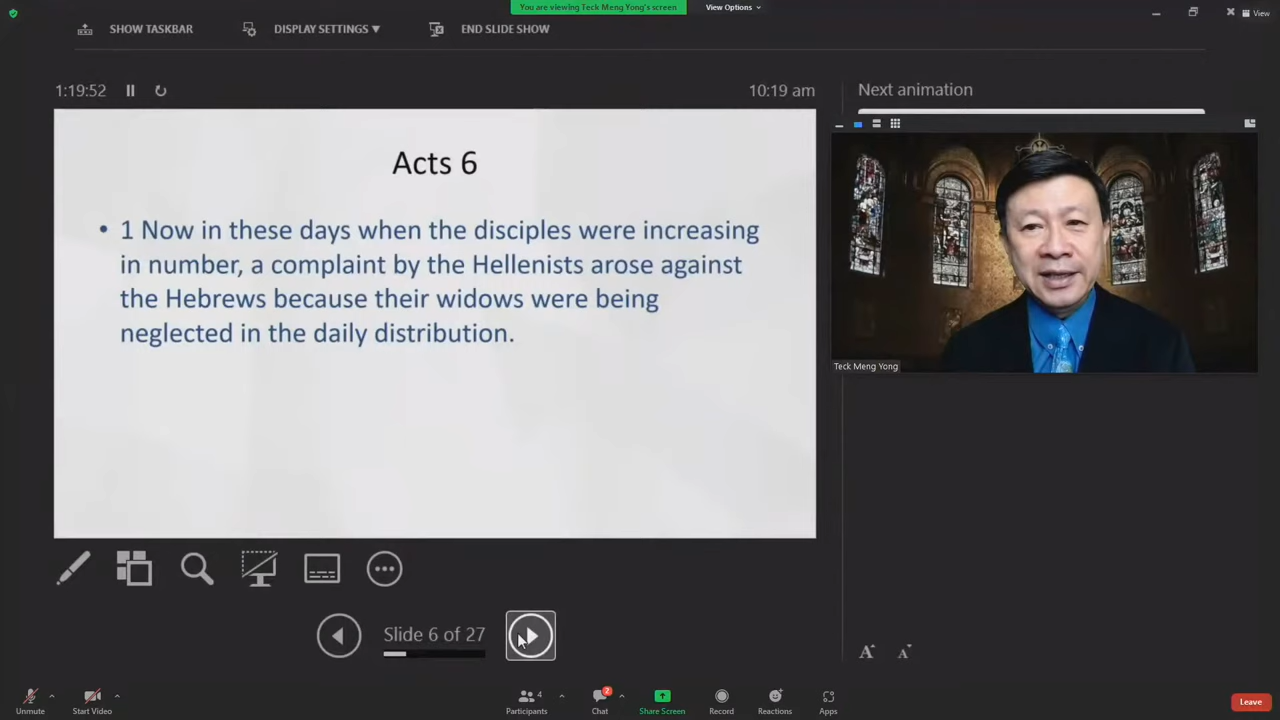 You are viewing Teck Meng Yong's screen
View Options
View
SHOW TASKBAR
DISPLAY SETTINGS
END SLIDE SHOW
1:19:52
10:19 am
Next animation
Acts 6
• 1 Now in these days when the disciples were increasing
in number, a complaint by the Hellenists arose against
the Hebrews because their widows were being
neglected in the daily distribution.
Teck Meng Yong
Slide 6 of 27
A A
Unmute
Start Video
4
Participants
2
Chat
Share Screen
Record
Reactions
Apps
Leave